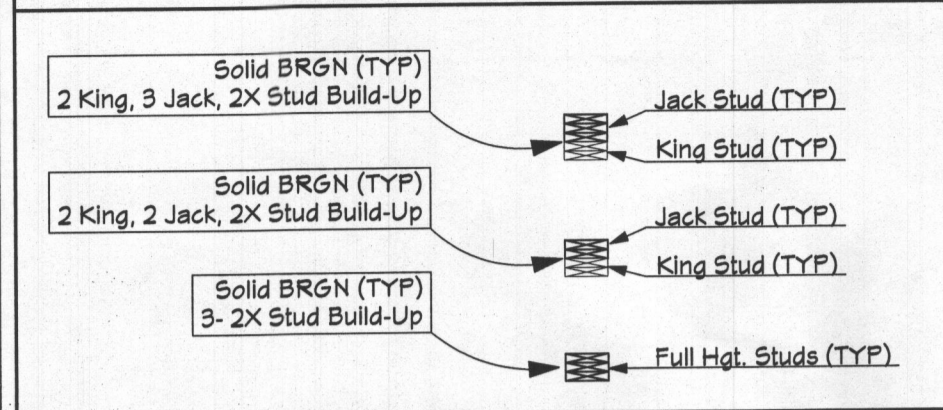 Solid BRGN (TYP)
2 King, 3 Jack, 2X Stud Build-Up
Jack Stud (TYP)
King Stud (TYP)
Solid BRGN (TYP)
2 King, 2 Jack, 2X Stud Build-Up
Jack Stud (TYP)
King Stud (TYP)
Solid BRGN (TYP)
3- 2X Stud Build-Up
Full Hgt. Studs (TYP)